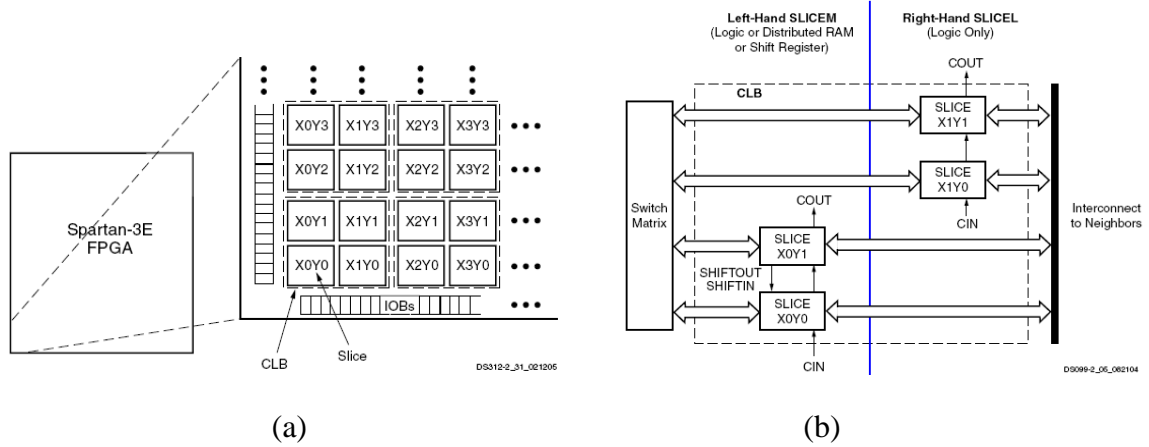 Spartan-3E
FPGA
X0Y3 X1Y3 X2Y3 X3Y3
X0Y2 X1Y2 X2Y2 X3Y2
X0Y1 X1Y1 X2Y1 X3Y1
X0Y0 X1Y0 X2Y0 X3Y0
IOBs
CLB
Slice
DS312-2_31_021205
(a)
Left-Hand SLICEM
(Logic or Distributed RAM
or Shift Register)
Right-Hand SLICEL
(Logic Only)
COUT
CLB
SLICE
X1Y1
SLICE
X1Y0
COUT
CIN
Switch
Matrix
Interconnect
to Neighbors
SLICE
X0Y1
SHIFTOUT
SHIFTIN
SLICE
X0Y0
CIN
DS099-2_05_082104
(b)